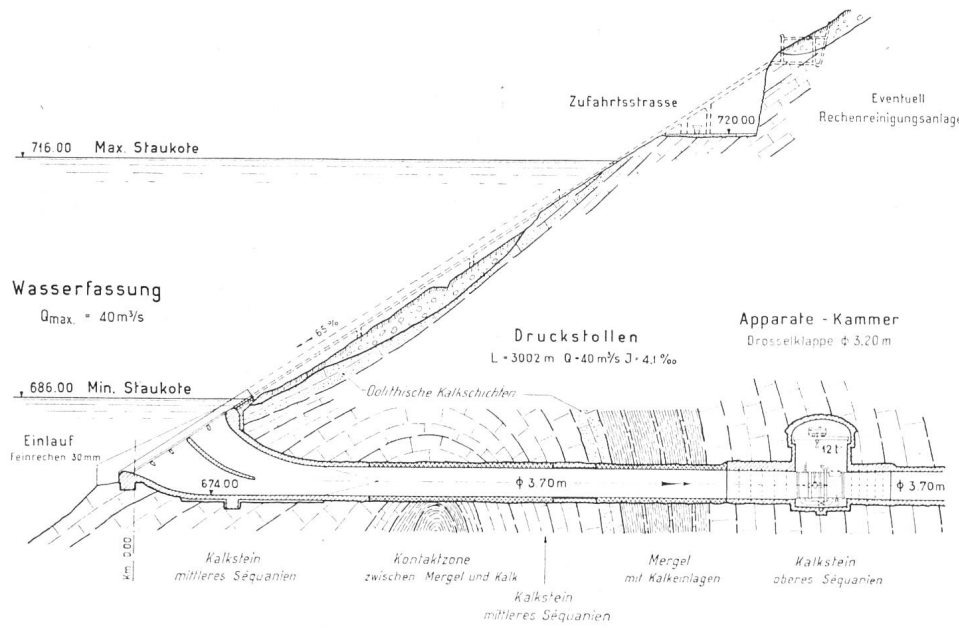 Zufahrtsstrasse
720.00
Eventuell
Rechenreinigungsanlage
716.00 Max. Staukote
Wasserfassung
Qmax. = 40m³/s
65 %
Druckstollen
L = 3002 m Q = 40 m³/s J = 4,1 ‰
Apparate - Kammer
Drosselklappe ϕ 3,20 m
686.00 Min. Staukote
Oolithische Kalkschichten
Einlauf
Feinrechen 30mm
12 t
674.00
ϕ 3.70m
ϕ 3.70m
Km. 0.00
Kalkstein
mittleres Séquanien
Kontaktzone
zwischen Mergel und Kalk
Kalkstein
mittleres Séquanien
Mergel
mit Kalkeinlagen
Kalkstein
oberes Séquanien